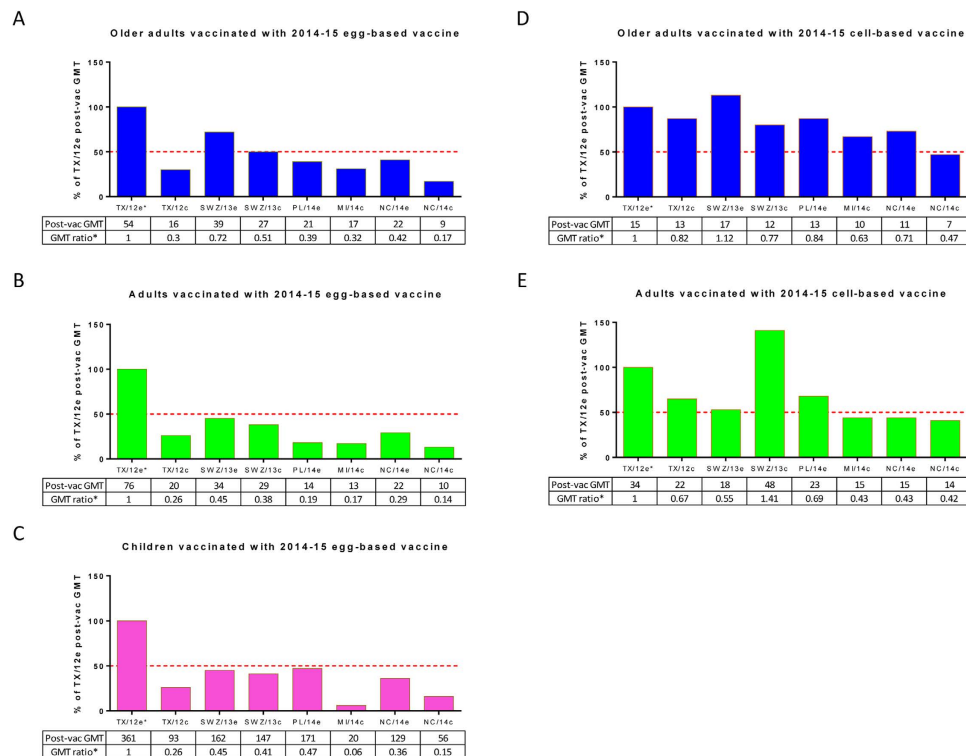 A
Older adults vaccinated with 2014-15 egg-based vaccine
% of TX/12e post-vac GMT
150
100
50
0
TX/12e* TX/12c SWZ/13e SWZ/13c PL/14e MI/14c NC/14e NC/14c
Post-vac GMT 54 16 39 27 21 17 22 9
GMT ratio* 1 0.3 0.72 0.51 0.39 0.32 0.42 0.17
B
Adults vaccinated with 2014-15 egg-based vaccine
% of TX/12e post-vac GMT
150
100
50
0
TX/12e* TX/12c SWZ/13e SWZ/13c PL/14e MI/14c NC/14e NC/14c
Post-vac GMT 76 20 34 29 14 13 22 10
GMT ratio* 1 0.26 0.45 0.38 0.19 0.17 0.29 0.14
C
Children vaccinated with 2014-15 egg-based vaccine
% of TX/12e post-vac GMT
150
100
50
0
TX/12e* TX/12c SWZ/13e SWZ/13c PL/14e MI/14c NC/14e NC/14c
Post-vac GMT 361 93 162 147 171 20 129 56
GMT ratio* 1 0.26 0.45 0.41 0.47 0.06 0.36 0.15
D
Older adults vaccinated with 2014-15 cell-based vaccine
% of TX/12e post-vac GMT
150
100
50
0
TX/12e* TX/12c SWZ/13e SWZ/13c PL/14e MI/14c NC/14e NC/14c
Post-vac GMT 15 13 17 12 13 10 11 7
GMT ratio* 1 0.82 1.12 0.77 0.84 0.63 0.71 0.47
E
Adults vaccinated with 2014-15 cell-based vaccine
% of TX/12e post-vac GMT
150
100
50
0
TX/12e* TX/12c SWZ/13e SWZ/13c PL/14e MI/14c NC/14e NC/14c
Post-vac GMT 34 22 18 48 23 15 15 14
GMT ratio* 1 0.67 0.55 1.41 0.69 0.43 0.43 0.42